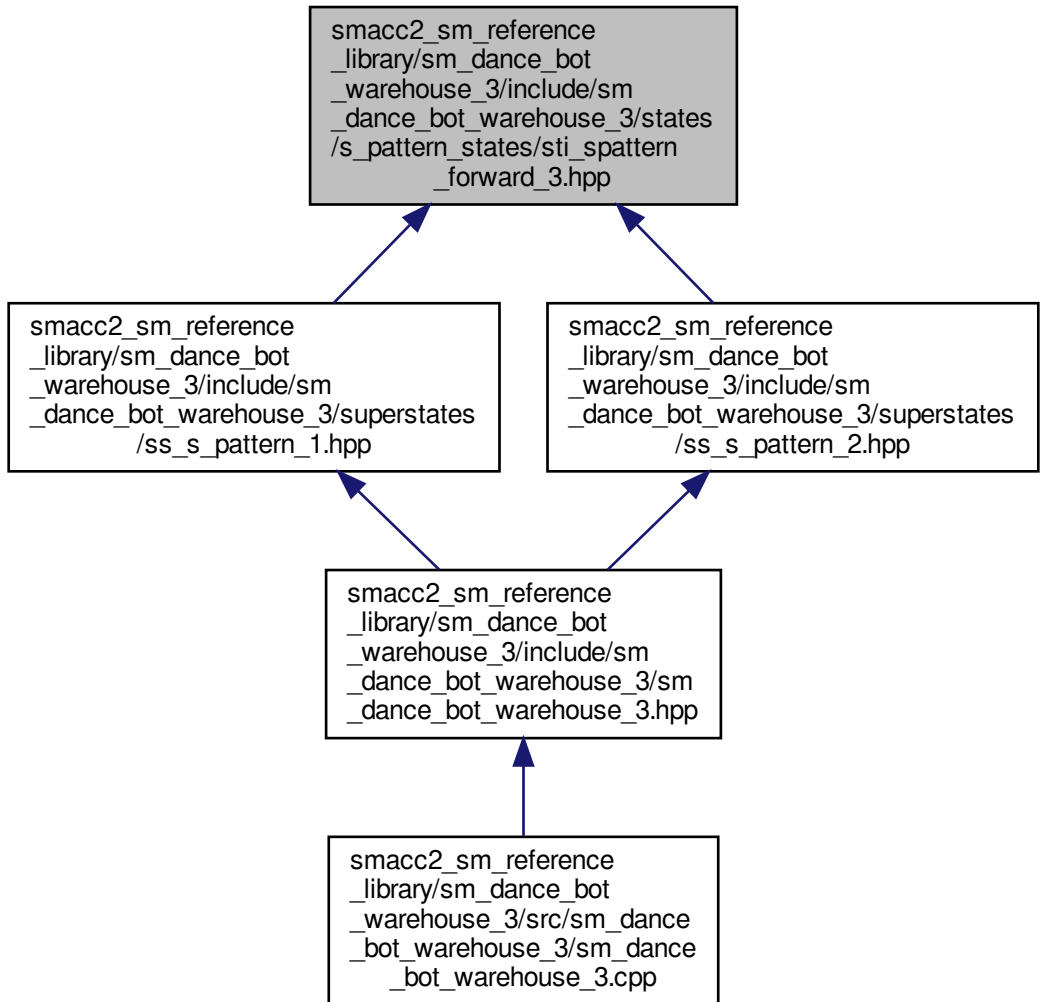 smacc2_sm_reference
_library/sm_dance_bot
_warehouse_3/include/sm
_dance_bot_warehouse_3/states
/s_pattern_states/sti_spattern
_forward_3.hpp
smacc2_sm_reference
_library/sm_dance_bot
_warehouse_3/include/sm
_dance_bot_warehouse_3/superstates
/ss_s_pattern_1.hpp
smacc2_sm_reference
_library/sm_dance_bot
_warehouse_3/include/sm
_dance_bot_warehouse_3/superstates
/ss_s_pattern_2.hpp
smacc2_sm_reference
_library/sm_dance_bot
_warehouse_3/include/sm
_dance_bot_warehouse_3/sm
_dance_bot_warehouse_3.hpp
smacc2_sm_reference
_library/sm_dance_bot
_warehouse_3/src/sm_dance
_bot_warehouse_3/sm_dance
_bot_warehouse_3.cpp